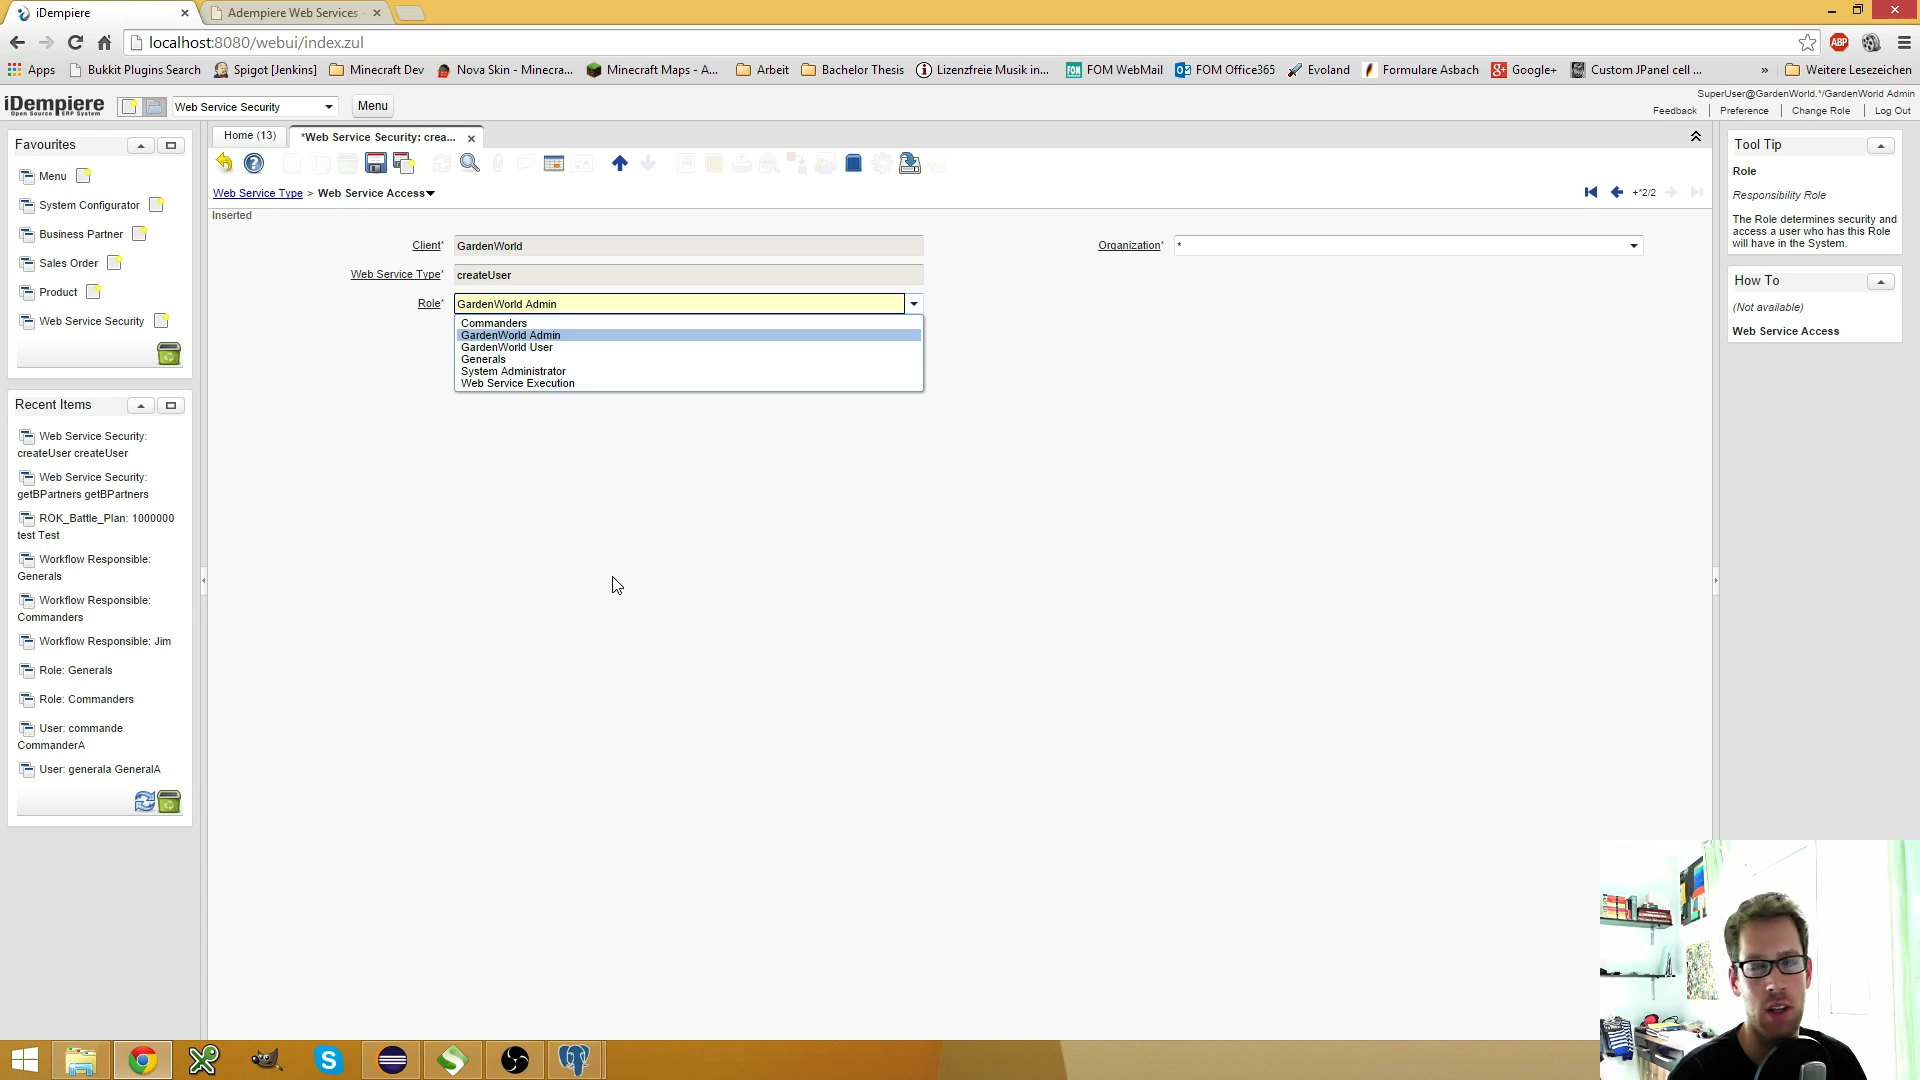 iDempiere
Adempiere Web Services -
localhost:8080/webui/index.zul
ABP
Apps
Bukkit Plugins Search
Spigot [Jenkins]
Minecraft Dev
Nova Skin - Minecra...
Minecraft Maps - A...
Arbeit
Bachelor Thesis
Lizenzfreie Musik in...
FOM WebMail
FOM Office365
Evoland
Formulare Asbach
Google+
Custom JPanel cell ...
»
Weitere Lesezeichen
iDempiere
Open Source ERP System
Web Service Security
Menu
SuperUser@GardenWorld.*/GardenWorld Admin
Feedback | Preference | Change Role | Log Out
Favourites
Menu
System Configurator
Business Partner
Sales Order
Product
Web Service Security
Recent Items
Web Service Security:
createUser createUser
Web Service Security:
getBPartners getBPartners
ROK_Battle_Plan: 1000000
test Test
Workflow Responsible:
Generals
Workflow Responsible:
Commanders
Workflow Responsible: Jim
Role: Generals
Role: Commanders
User: commande
CommanderA
User: generala GeneralA
Home (13)
*Web Service Security: crea...
Web Service Type > Web Service Access
+*2/2
Inserted
Client* GardenWorld
Organization* *
Web Service Type* createUser
Role* GardenWorld Admin
Commanders
GardenWorld Admin
GardenWorld User
Generals
System Administrator
Web Service Execution
Tool Tip
Role
Responsibility Role
The Role determines security and
access a user who has this Role
will have in the System.
How To
(Not available)
Web Service Access